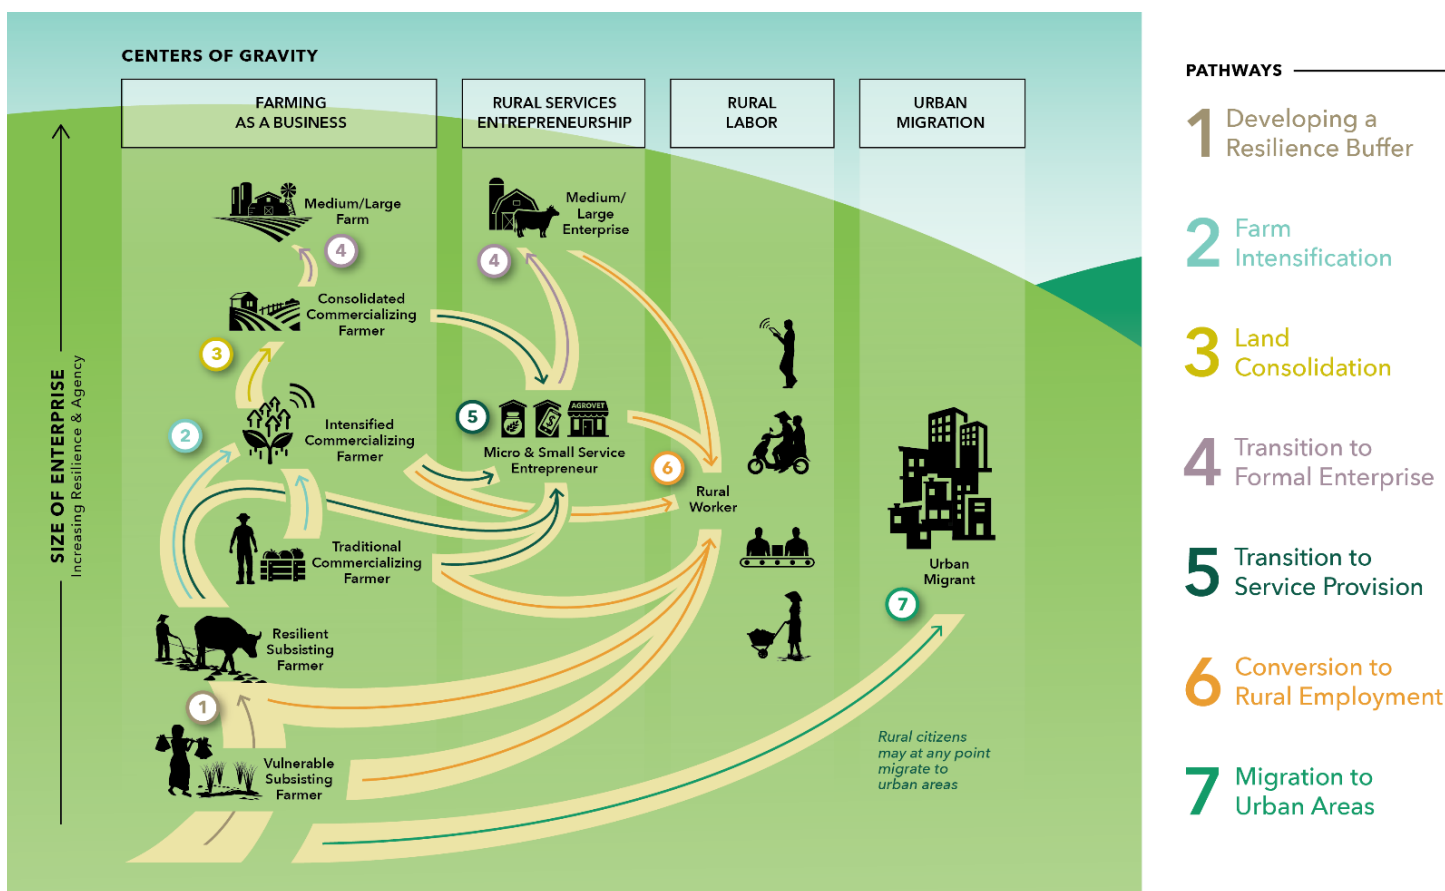 CENTERS OF GRAVITY
FARMING
AS A BUSINESS
RURAL SERVICES
ENTREPRENEURSHIP
RURAL
LABOR
URBAN
MIGRATION
SIZE OF ENTERPRISE
Increasing Resilience & Agency
Medium/Large
Farm
4
Consolidated
Commercializing
Farmer
3
Intensified
Commercializing
Farmer
2
Traditional
Commercializing
Farmer
Resilient
Subsisting
Farmer
1
Vulnerable
Subsisting
Farmer
Medium/
Large
Enterprise
4
AGROVET
$
5
Micro & Small Service
Entrepreneur
6
Rural
Worker
Urban
Migrant
7
Rural citizens
may at any point
migrate to
urban areas
PATHWAYS
1 Developing a
Resilience Buffer
2 Farm
Intensification
3 Land
Consolidation
4 Transition to
Formal Enterprise
5 Transition to
Service Provision
6 Conversion to
Rural Employment
7 Migration to
Urban Areas